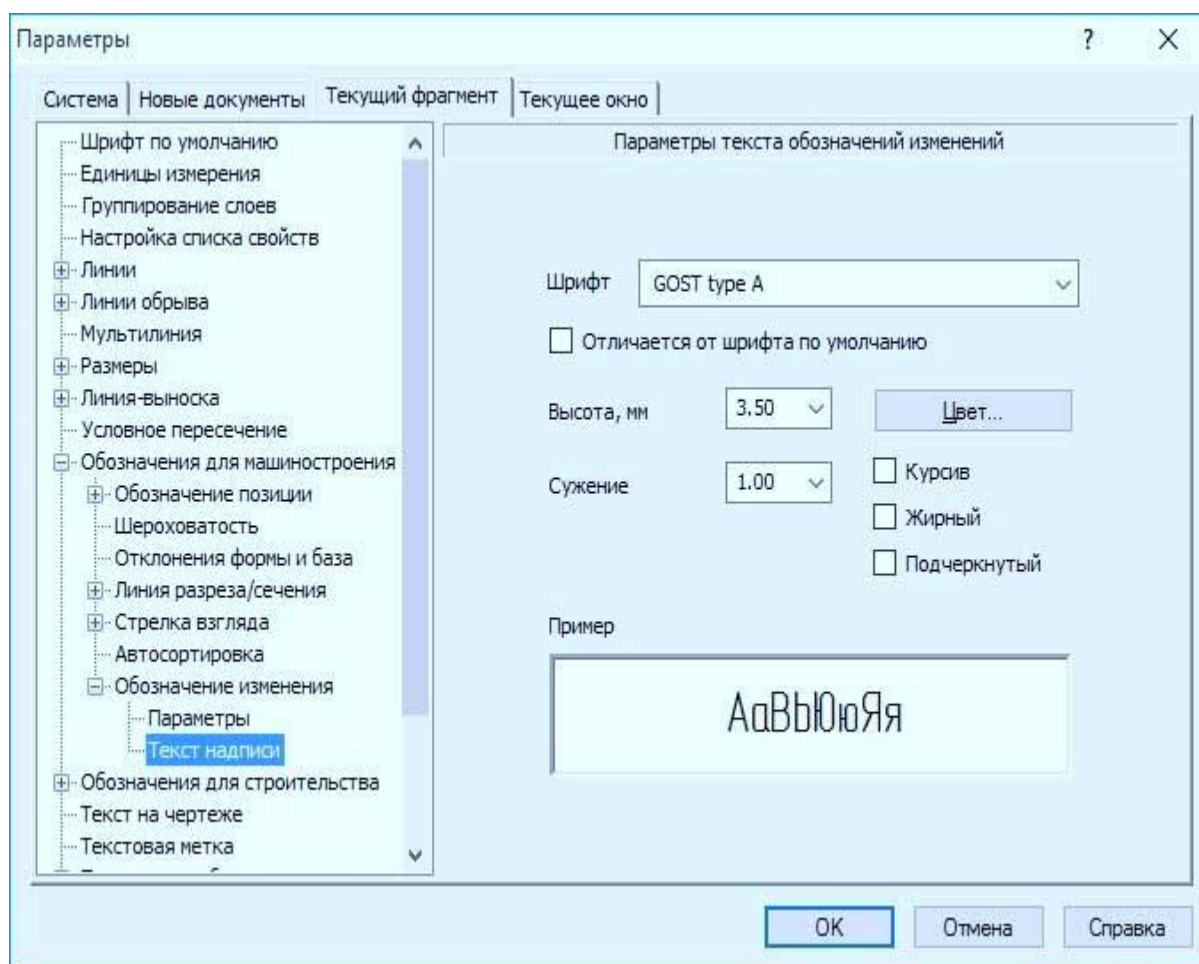 Параметры ?
Система Новые документы Текущий фрагмент Текущее окно
Шрифт по умолчанию
Единицы измерения
Группирование слоев
Настройка списка свойств
Линии
Линии обрыва
Мультилиния
Размеры
Линия-выноска
Условное пересечение
Обозначения для машиностроения
Обозначение позиции
Шероховатость
Отклонения формы и база
Линия разреза/сечения
Стрелка взгляда
Автосортировка
Обозначение изменения
Параметры
Текст надписи
Обозначения для строительства
Текст на чертеже
Текстовая метка
Параметры текста обозначений изменений
Шрифт GOST type A
Отличается от шрифта по умолчанию
Высота, мм 3.50 Цвет...
Сужение 1.00
Курсив
Жирный
Подчеркнутый
Пример
АаВЬЮюЯя
OK Отмена Справка